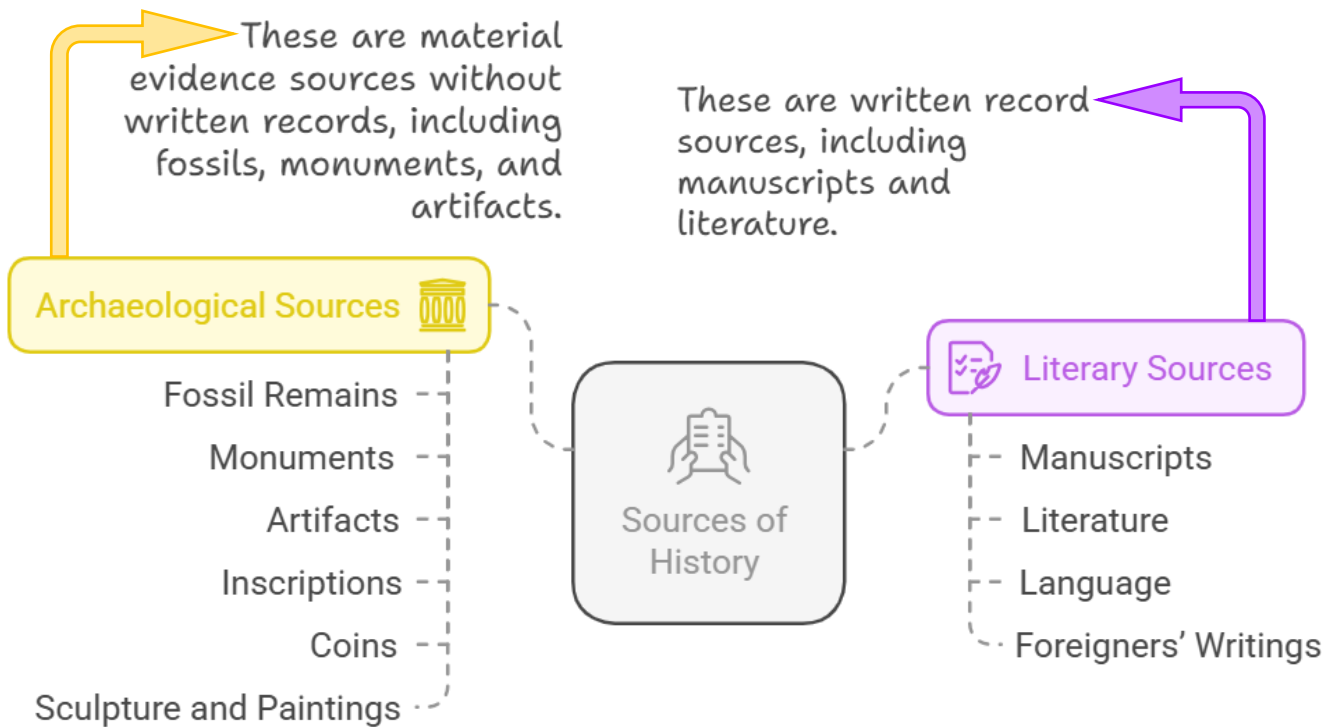 These are material
evidence sources without
written records, including
fossils, monuments, and
artifacts.
Archaeological Sources
Fossil Remains
Monuments
Artifacts
Inscriptions
Coins
Sculpture and Paintings
Sources of
History
These are written record
sources, including
manuscripts and
literature.
Literary Sources
Manuscripts
Literature
Language
Foreigners’ Writings